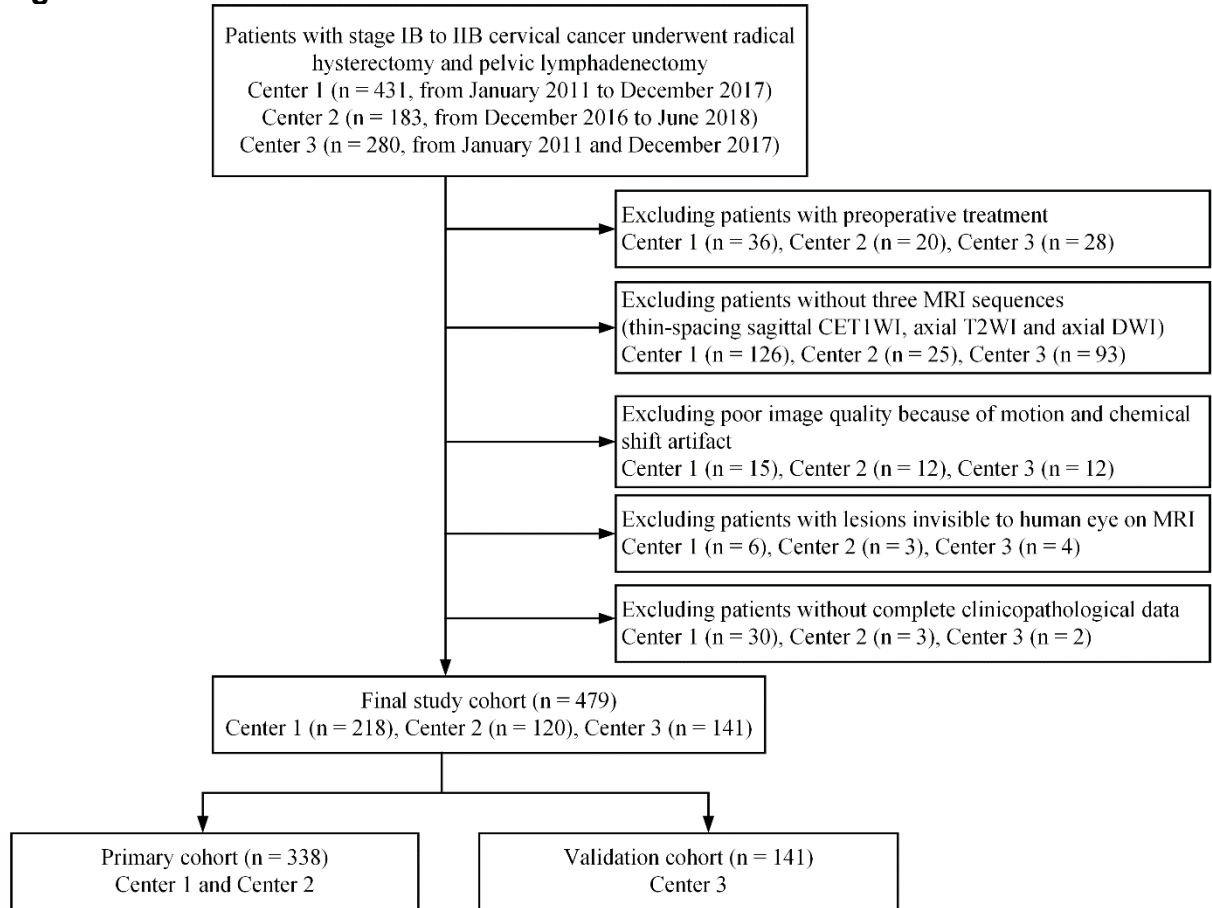 Patients with stage IB to IIB cervical cancer underwent radical
hysterectomy and pelvic lymphadenectomy
Center 1 (n = 431, from January 2011 to December 2017)
Center 2 (n = 183, from December 2016 to June 2018)
Center 3 (n = 280, from January 2011 and December 2017)
Excluding patients with preoperative treatment
Center 1 (n = 36), Center 2 (n = 20), Center 3 (n = 28)
Excluding patients without three MRI sequences
(thin-spacing sagittal CET1WI, axial T2WI and axial DWI)
Center 1 (n = 126), Center 2 (n = 25), Center 3 (n = 93)
Excluding poor image quality because of motion and chemical
shift artifact
Center 1 (n = 15), Center 2 (n = 12), Center 3 (n = 12)
Excluding patients with lesions invisible to human eye on MRI
Center 1 (n = 6), Center 2 (n = 3), Center 3 (n = 4)
Excluding patients without complete clinicopathological data
Center 1 (n = 30), Center 2 (n = 3), Center 3 (n = 2)
Final study cohort (n = 479)
Center 1 (n = 218), Center 2 (n = 120), Center 3 (n = 141)
Primary cohort (n = 338)
Center 1 and Center 2
Validation cohort (n = 141)
Center 3